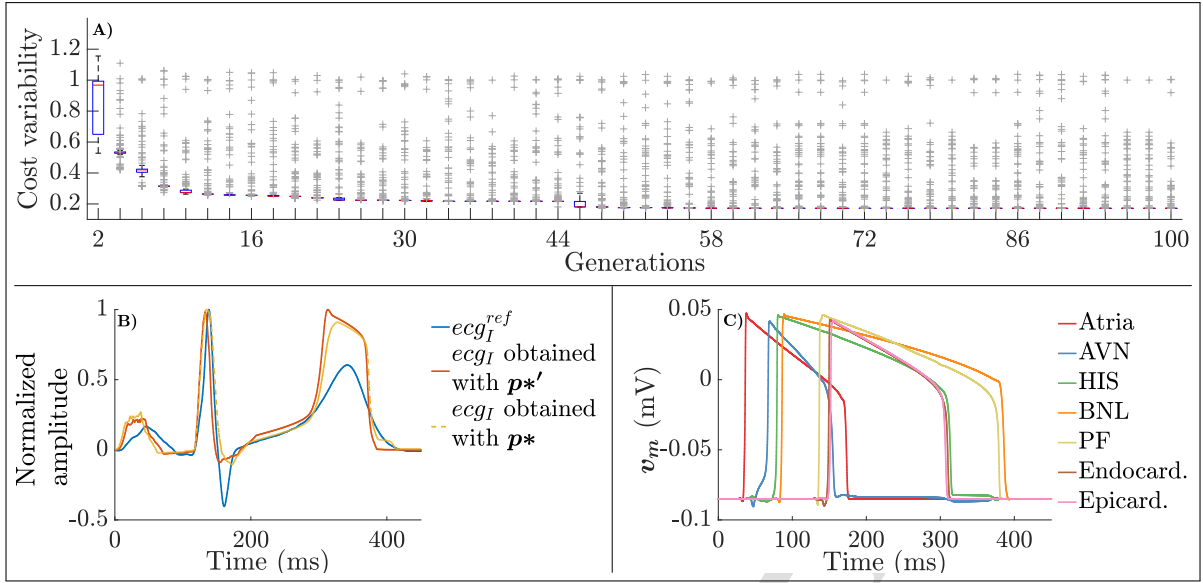 A)
Cost variability
1.2
1
0.8
0.6
0.4
0.2
2 16 30 44 58 72 86 100
Generations
B)
Normalized
amplitude
1
0.5
0
-0.5
0 200 400
Time (ms)
ecg_I^ref
ecg_I obtained
with p*′
ecg_I obtained
with p*
C)
v_m (mV)
0.05
0
-0.05
-0.1
0 100 200 300 400
Time (ms)
Atria
AVN
HIS
BNL
PF
Endocard.
Epicard.